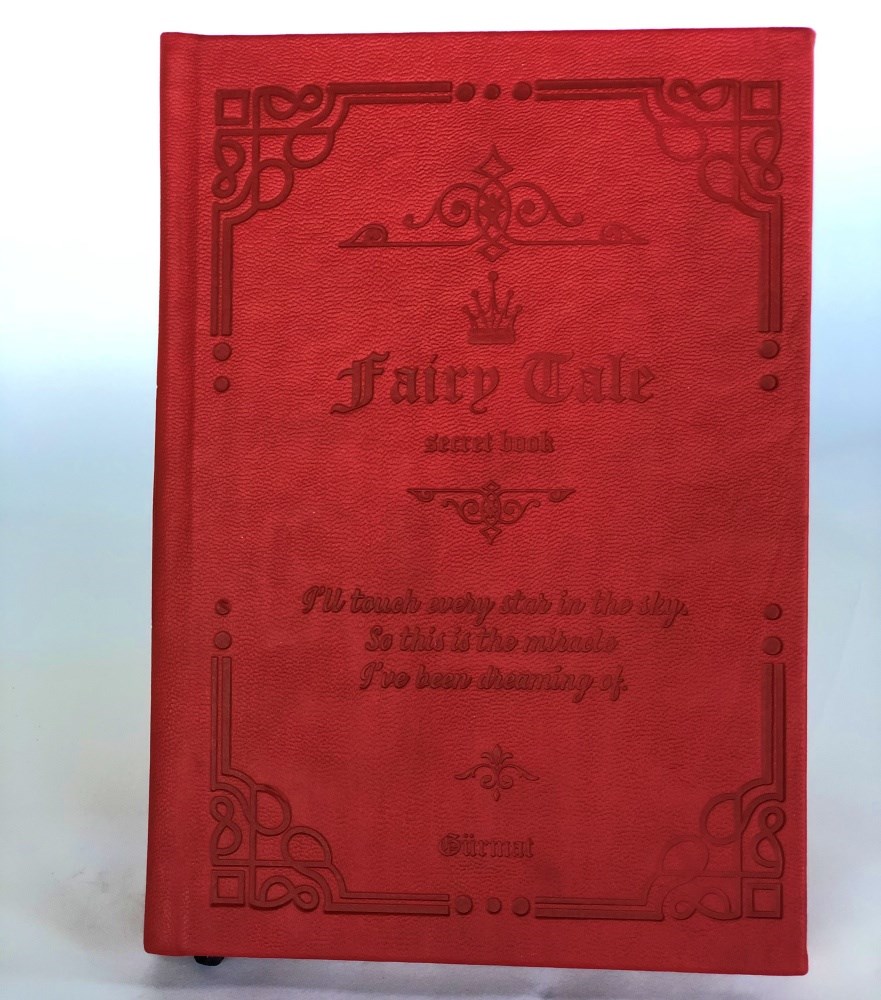 Fairy Tale
secret book
I'll touch every star in the sky.
So this is the miracle
I've been dreaming of.
Gürmat